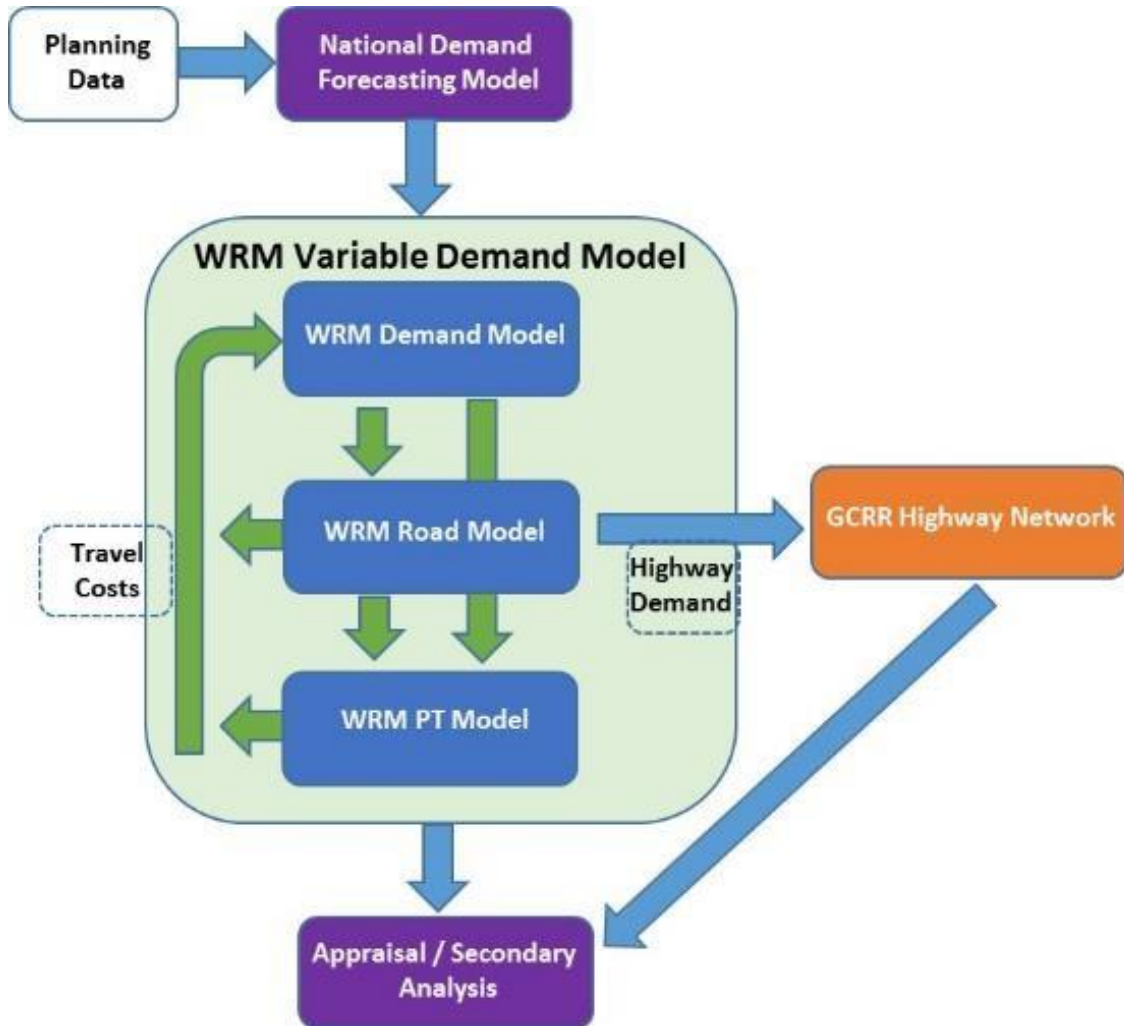 Planning
Data
National Demand
Forecasting Model
WRM Variable Demand Model
WRM Demand Model
WRM Road Model
GCRR Highway Network
Travel
Costs
Highway
Demand
WRM PT Model
Appraisal / Secondary
Analysis